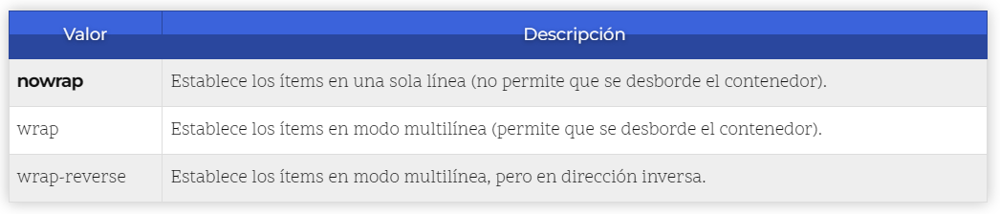 Valor Descripción
nowrap Establece los ítems en una sola línea (no permite que se desborde el contenedor).
wrap Establece los ítems en modo multilínea (permite que se desborde el contenedor).
wrap-reverse Establece los ítems en modo multilínea, pero en dirección inversa.